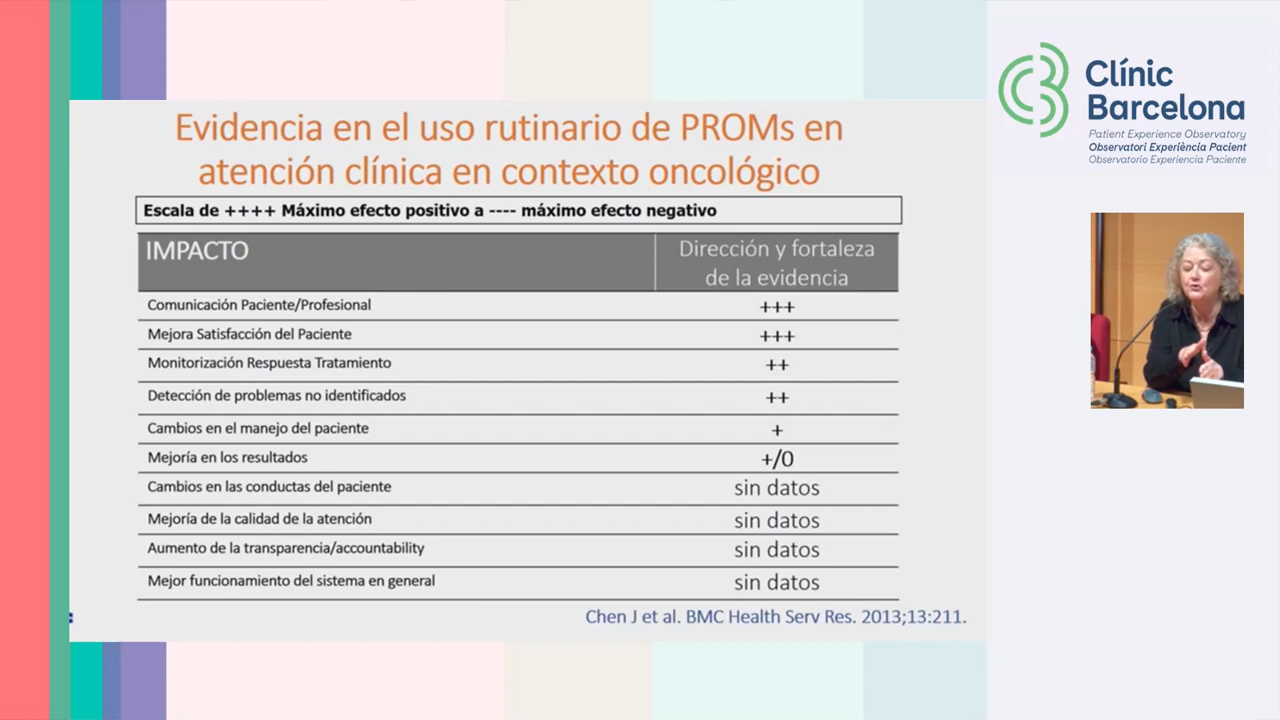 Evidencia en el uso rutinario de PROMs en
atención clínica en contexto oncológico
Escala de ++++ Máximo efecto positivo a ---- máximo efecto negativo
IMPACTO
Dirección y fortaleza
de la evidencia
Comunicación Paciente/Profesional +++
Mejora Satisfacción del Paciente +++
Monitorización Respuesta Tratamiento ++
Detección de problemas no identificados ++
Cambios en el manejo del paciente +
Mejoría en los resultados +/0
Cambios en las conductas del paciente sin datos
Mejoría de la calidad de la atención sin datos
Aumento de la transparencia/accountability sin datos
Mejor funcionamiento del sistema en general sin datos
Chen J et al. BMC Health Serv Res. 2013;13:211.
Clínic
Barcelona
Patient Experience Observatory
Observatori Experiència Pacient
Observatorio Experiencia Paciente